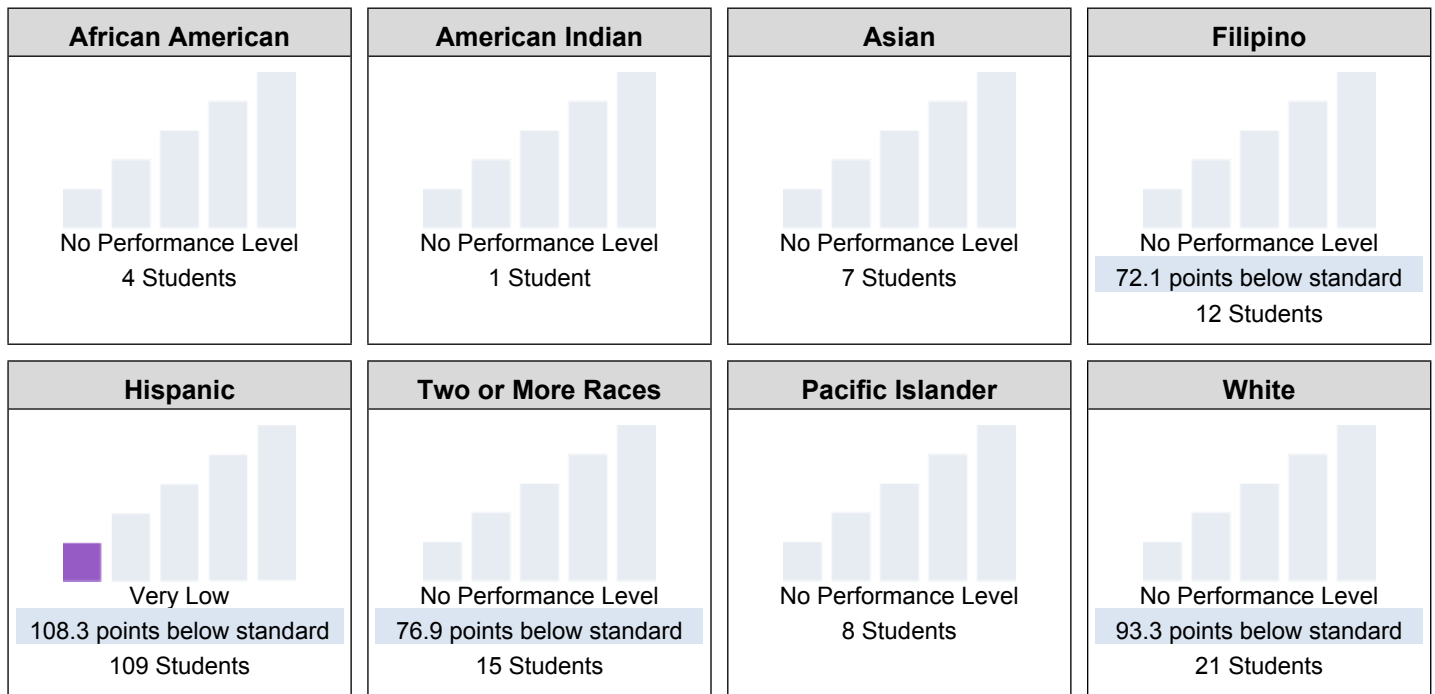 African American
No Performance Level
4 Students
American Indian
No Performance Level
1 Student
Asian
No Performance Level
7 Students
Filipino
No Performance Level
72.1 points below standard
12 Students
Hispanic
Very Low
108.3 points below standard
109 Students
Two or More Races
No Performance Level
76.9 points below standard
15 Students
Pacific Islander
No Performance Level
8 Students
White
No Performance Level
93.3 points below standard
21 Students